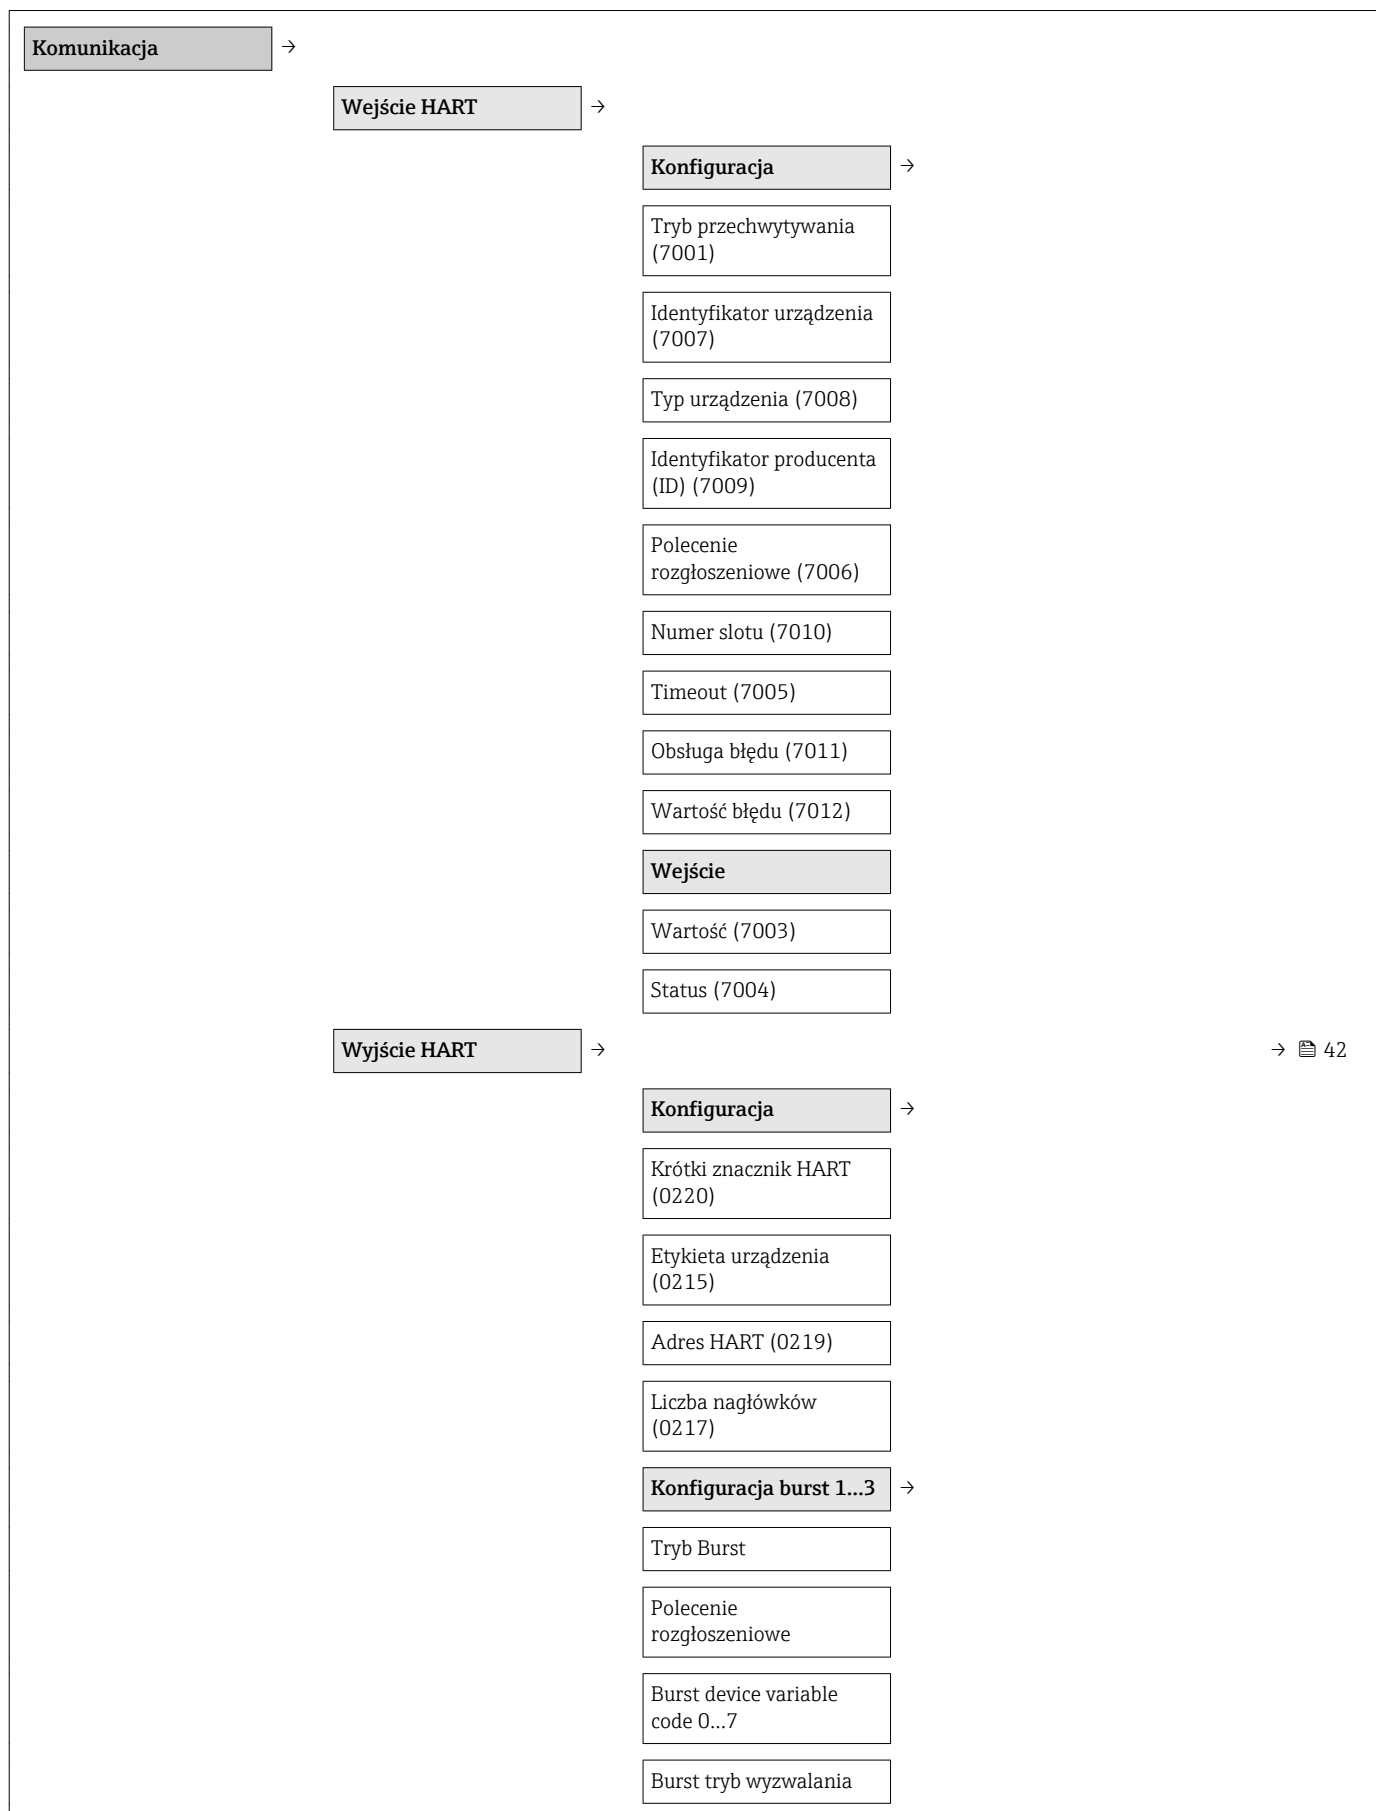 Komunikacja →
Wejście HART →
Konfiguracja →
Tryb przechwytywania
(7001)
Identyfikator urządzenia
(7007)
Typ urządzenia (7008)
Identyfikator producenta
(ID) (7009)
Polecenie
rozgłoszeniowe (7006)
Numer slotu (7010)
Timeout (7005)
Obsługa błędu (7011)
Wartość błędu (7012)
Wejście
Wartość (7003)
Status (7004)
Wyjście HART → → 42
Konfiguracja →
Krótki znacznik HART
(0220)
Etykieta urządzenia
(0215)
Adres HART (0219)
Liczba nagłówków
(0217)
Konfiguracja burst 1...3 →
Tryb Burst
Polecenie
rozgłoszeniowe
Burst device variable
code 0...7
Burst tryb wyzwalania